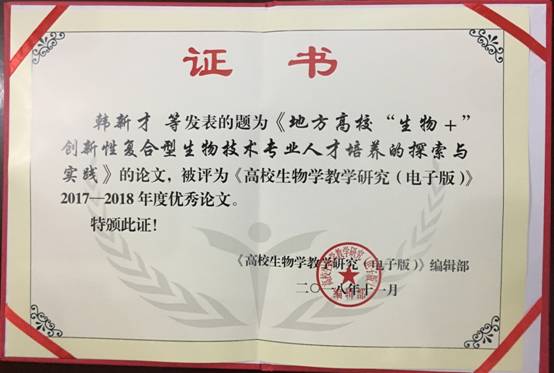 证书
韩新才 等发表的题为《地方高校“生物+”
创新性复合型生物技术专业人才培养的探索与
实践》的论文，被评为《高校生物学教学研究（电子版）》
2017—2018年度优秀论文。
特颁此证！
《高校生物学教学研究（电子版）》编辑部
二〇一八年十一月